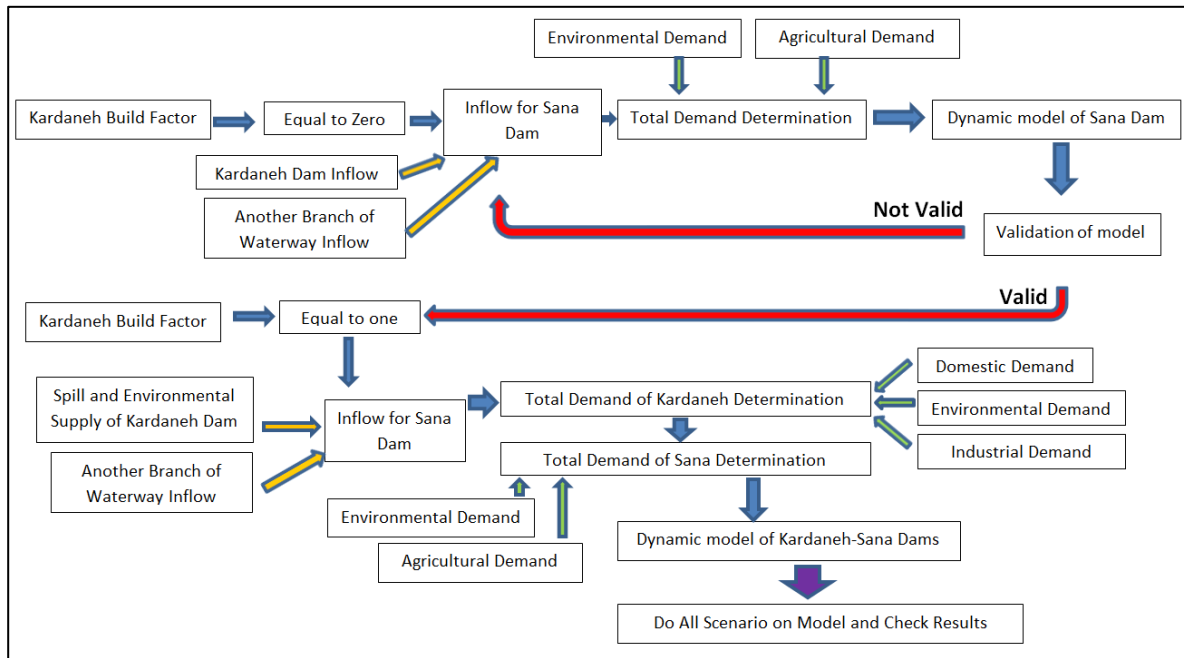 Environmental Demand
Agricultural Demand
Kardaneh Build Factor
Equal to Zero
Inflow for Sana
Dam
Total Demand Determination
Dynamic model of Sana Dam
Kardaneh Dam Inflow
Another Branch of
Waterway Inflow
Not Valid
Validation of model
Valid
Kardaneh Build Factor
Equal to one
Spill and Environmental
Supply of Kardaneh Dam
Another Branch of
Waterway Inflow
Inflow for Sana
Dam
Total Demand of Kardaneh Determination
Domestic Demand
Environmental Demand
Industrial Demand
Total Demand of Sana Determination
Environmental Demand
Agricultural Demand
Dynamic model of Kardaneh-Sana Dams
Do All Scenario on Model and Check Results